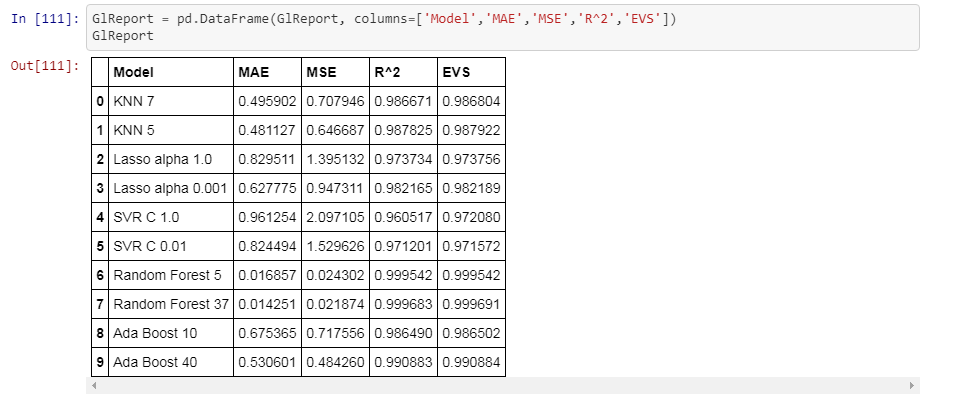 In [111]: GlReport = pd.DataFrame(GlReport, columns=['Model','MAE','MSE','R^2','EVS'])
GlReport
Out[111]:
Model MAE MSE R^2 EVS
0 KNN 7 0.495902 0.707946 0.986671 0.986804
1 KNN 5 0.481127 0.646687 0.987825 0.987922
2 Lasso alpha 1.0 0.829511 1.395132 0.973734 0.973756
3 Lasso alpha 0.001 0.627775 0.947311 0.982165 0.982189
4 SVR C 1.0 0.961254 2.097105 0.960517 0.972080
5 SVR C 0.01 0.824494 1.529626 0.971201 0.971572
6 Random Forest 5 0.016857 0.024302 0.999542 0.999542
7 Random Forest 37 0.014251 0.021874 0.999683 0.999691
8 Ada Boost 10 0.675365 0.717556 0.986490 0.986502
9 Ada Boost 40 0.530601 0.484260 0.990883 0.990884